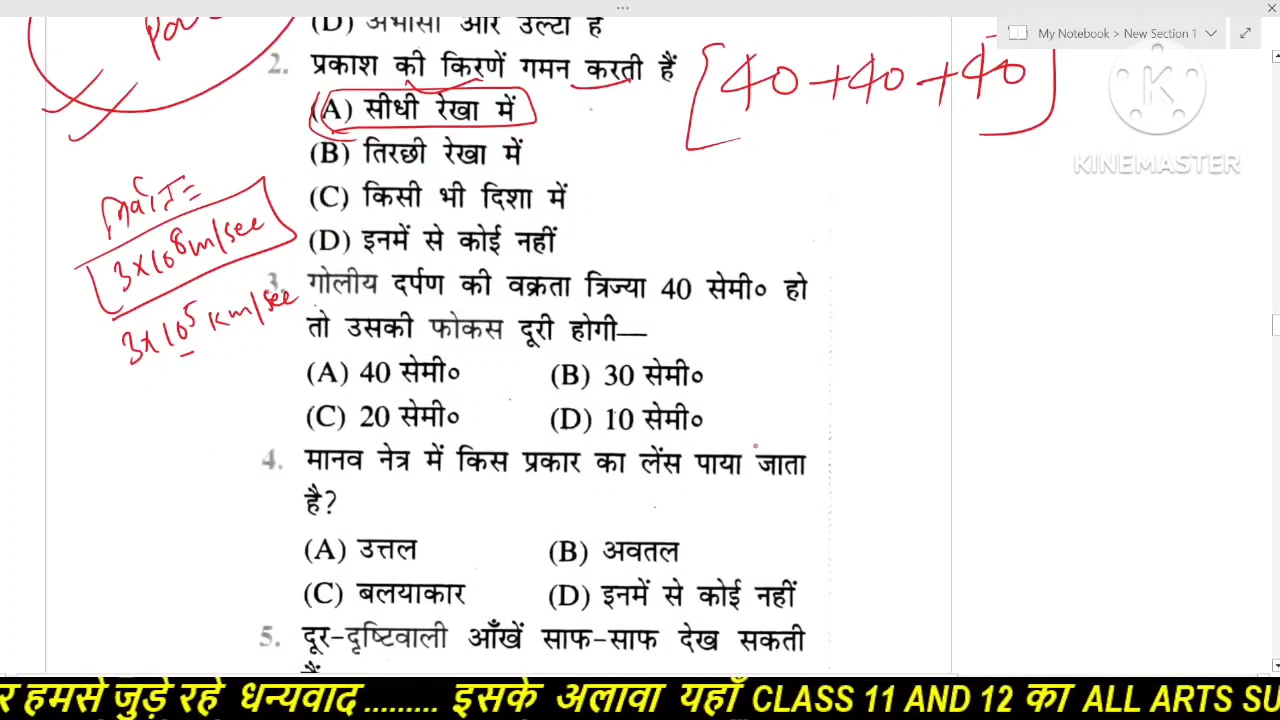 (D) आभासी और उल्टा है
2. प्रकाश की किरणें गमन करती हैं
[40+40+40]
(A) सीधी रेखा में
(B) तिरछी रेखा में
(C) किसी भी दिशा में
(D) इनमें से कोई नहीं
3×10⁸m/sec
3×10⁵ Km/sec
3. गोलीय दर्पण की वक्रता त्रिज्या 40 सेमी० हो
तो उसकी फोकस दूरी होगी—
(A) 40 सेमी०
(B) 30 सेमी०
(C) 20 सेमी०
(D) 10 सेमी०
4. मानव नेत्र में किस प्रकार का लेंस पाया जाता
है?
(A) उत्तल
(B) अवतल
(C) बलयाकार
(D) इनमें से कोई नहीं
5. दूर-दृष्टिवाली आँखें साफ-साफ देख सकती
हैं
My Notebook > New Section 1
K
KINEMASTER
र हमसे जुड़े रहे धन्यवाद ......... इसके अलावा यहाँ CLASS 11 AND 12 का ALL ARTS SU